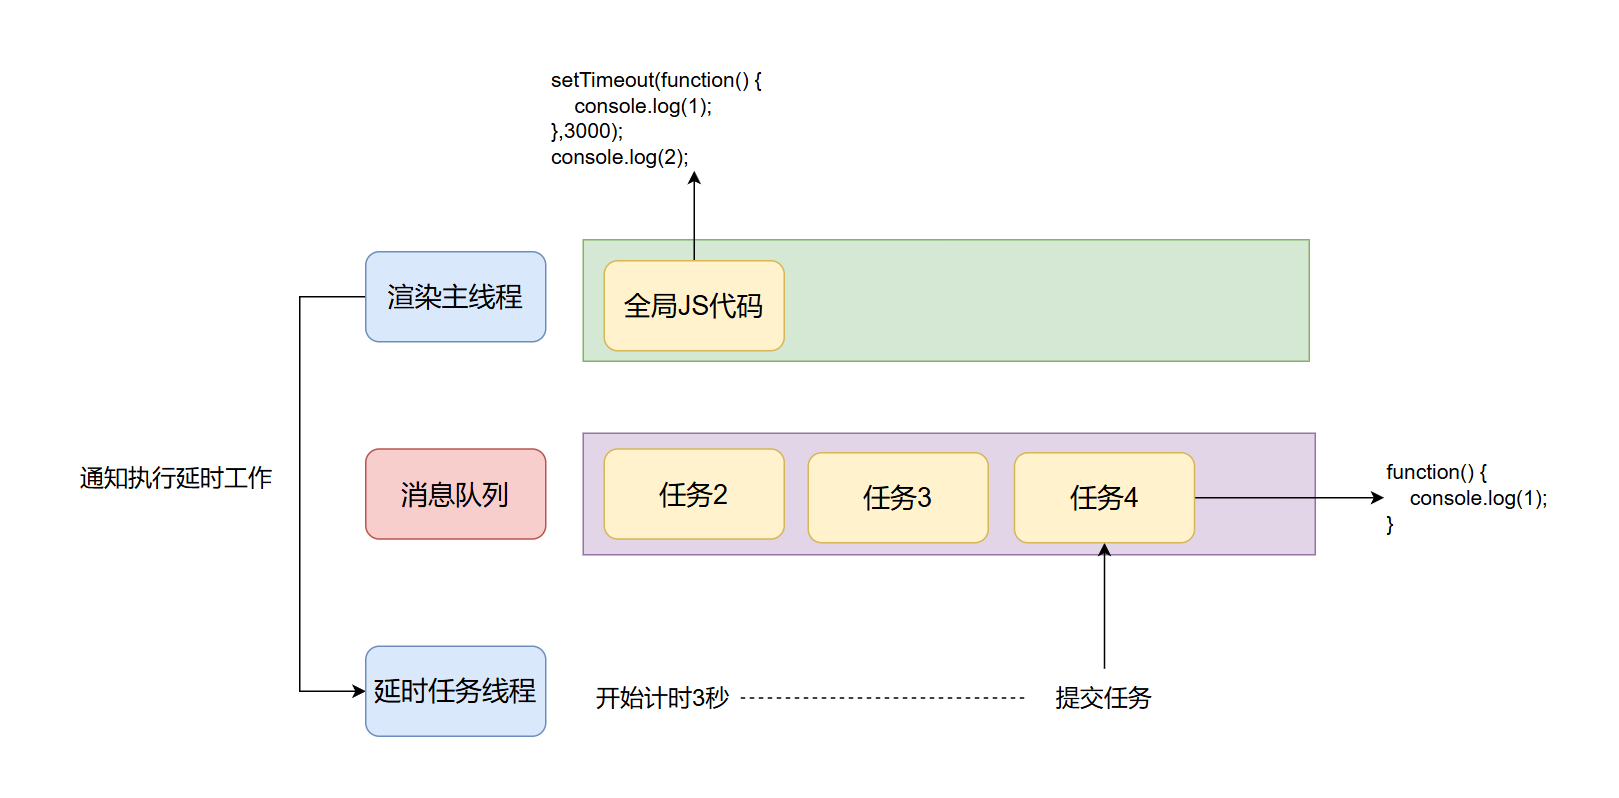 setTimeout(function() {
    console.log(1);
},3000);
console.log(2);
渲染主线程
全局JS代码
通知执行延时工作
消息队列
任务2
任务3
任务4
function() {
    console.log(1);
}
延时任务线程
开始计时3秒
提交任务